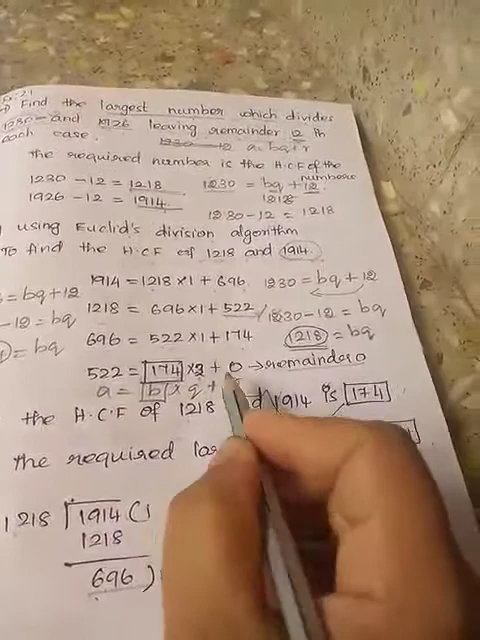 Find the largest number which divides
1230 and 1926 leaving remainder 12 in
each case. a = bq + r
The required number is the H.C.F of the
numbers
1230 - 12 = 1218 1230 = bq + 12
1926 - 12 = 1914 1218
1230 - 12 = 1218
using Euclid's division algorithm
To find the H.C.F of 1218 and 1914
1914 = 1218 × 1 + 696 1230 = bq + 12
= bq + 12
1218 = 696 × 1 + 522 1230 - 12 = bq
- 12 = bq
696 = 522 × 1 + 174 1218 = bq
= bq
522 = 174 × 3 + 0 → remainder 0
a = b × q +
the H.C.F of 1218 1914 is 174
the required
1218 1914 (1
1218
696 )